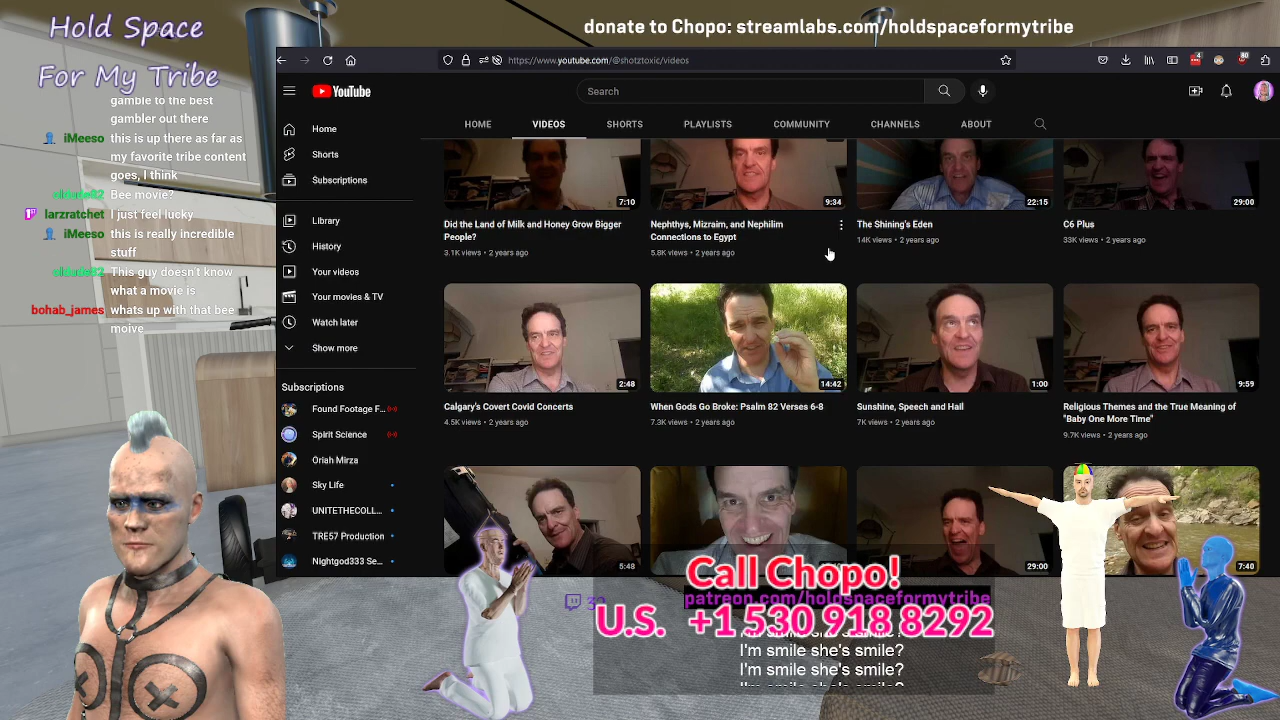 Hold Space
For My Tribe
donate to Chopo: streamlabs.com/holdspaceformytribe
gamble to the best
gambler out there
iMeeso this is up there as far as
my favorite tribe content
goes, I think
Bee movie?
larzratchet I just feel lucky
iMeeso this is really incredible
stuff
This guy doesn't know
what a movie is
bohab_james whats up with that bee
moive
https://www.youtube.com/@shotztoxic/videos
4
80
YouTube
Search
HOME VIDEOS SHORTS PLAYLISTS COMMUNITY CHANNELS ABOUT
Home
Shorts
Subscriptions
Library
History
Your videos
Your movies & TV
Watch later
Show more
Subscriptions
Found Footage F...
Spirit Science
Oriah Mirza
Sky Life
UNITETHECOLL...
TRE57 Production
Nightgod333 Se...
7:10
Did the Land of Milk and Honey Grow Bigger
People?
3.1K views • 2 years ago
9:34
Nephthys, Mizraim, and Nephilim
Connections to Egypt
5.8K views • 2 years ago
22:15
The Shining's Eden
14K views • 2 years ago
29:00
C6 Plus
33K views • 2 years ago
2:48
Calgary's Covert Covid Concerts
4.5K views • 2 years ago
14:42
When Gods Go Broke: Psalm 82 Verses 6-8
7.3K views • 2 years ago
1:00
Sunshine, Speech and Hail
7K views • 2 years ago
9:59
Religious Themes and the True Meaning of
"Baby One More Time"
9.7K views • 2 years ago
5:48
29:00
7:40
Call Chopo!
patreon.com/holdspaceformytribe
U.S. +1 530 918 8292
I'm smile she's smile?
I'm smile she's smile?
I'm smile she's smile?
I'm smile she's smile?